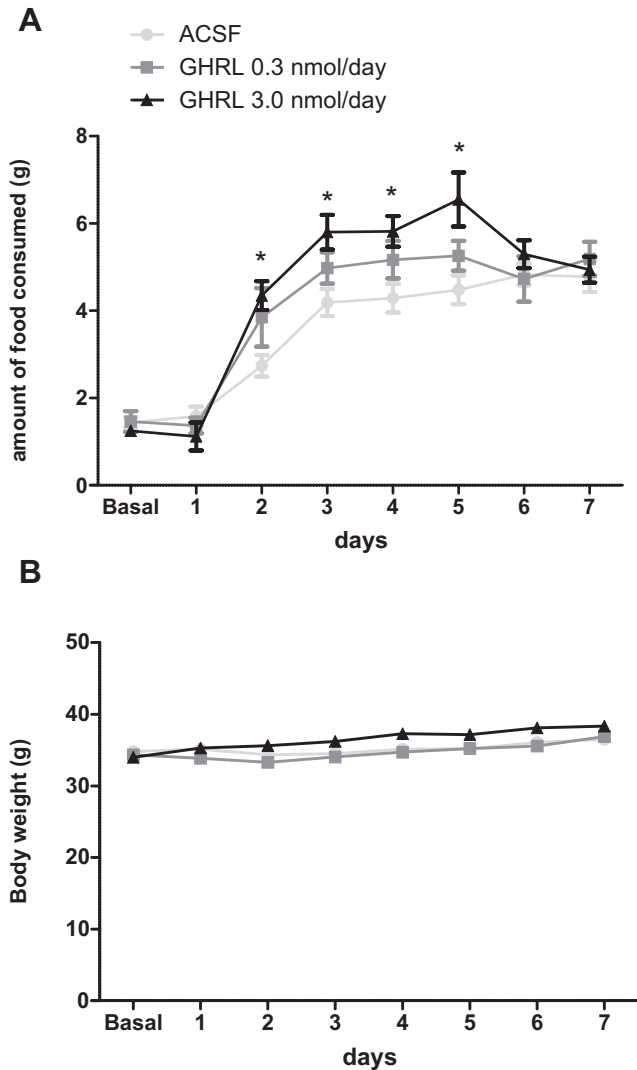 A
ACSF
GHRL 0.3 nmol/day
GHRL 3.0 nmol/day
amount of food consumed (g)
8
6
4
2
0
* * * *
Basal 1 2 3 4 5 6 7
days
B
Body weight (g)
50
40
30
20
10
0
Basal 1 2 3 4 5 6 7
days